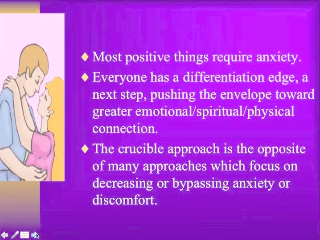 Most positive things require anxiety.
Everyone has a differentiation edge, a
next step, pushing the envelope toward
greater emotional/spiritual/physical
connection.
The crucible approach is the opposite
of many approaches which focus on
decreasing or bypassing anxiety or
discomfort.